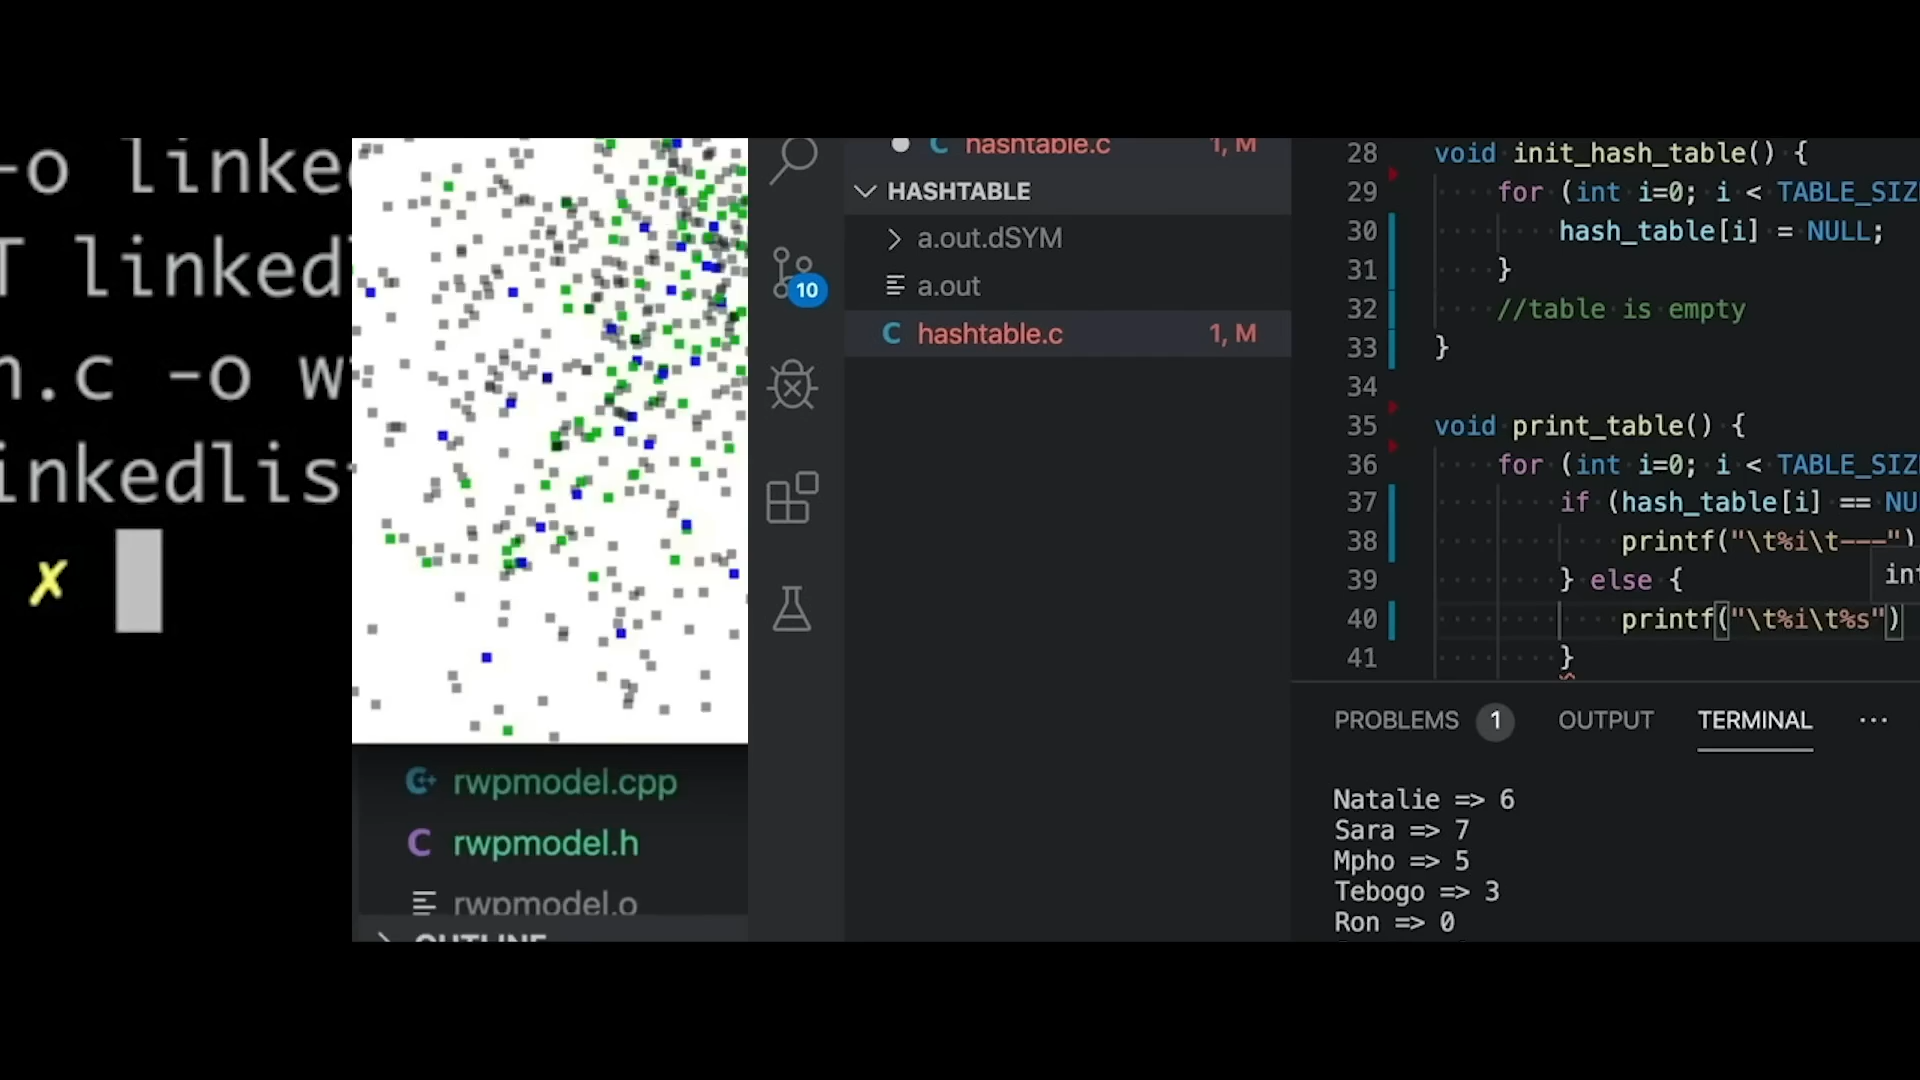 -o linke
T linked
.c -o w
inkedlis
✗
rwpmodel.cpp
rwpmodel.h
rwpmodel.o
OUTLINE
10
C hashtable.c 1, M
HASHTABLE
a.out.dSYM
a.out
C hashtable.c 1, M
28 void init_hash_table() {
29 for (int i=0; i < TABLE_SIZ
30 hash_table[i] = NULL;
31 }
32 //table is empty
33 }
34
35 void print_table() {
36 for (int i=0; i < TABLE_SIZ
37 if (hash_table[i] == NU
38 printf("\t%i\t---")
39 } else {
int
40 printf("\t%i\t%s")
41 }
PROBLEMS 1 OUTPUT TERMINAL ···
Natalie => 6
Sara => 7
Mpho => 5
Tebogo => 3
Ron => 0